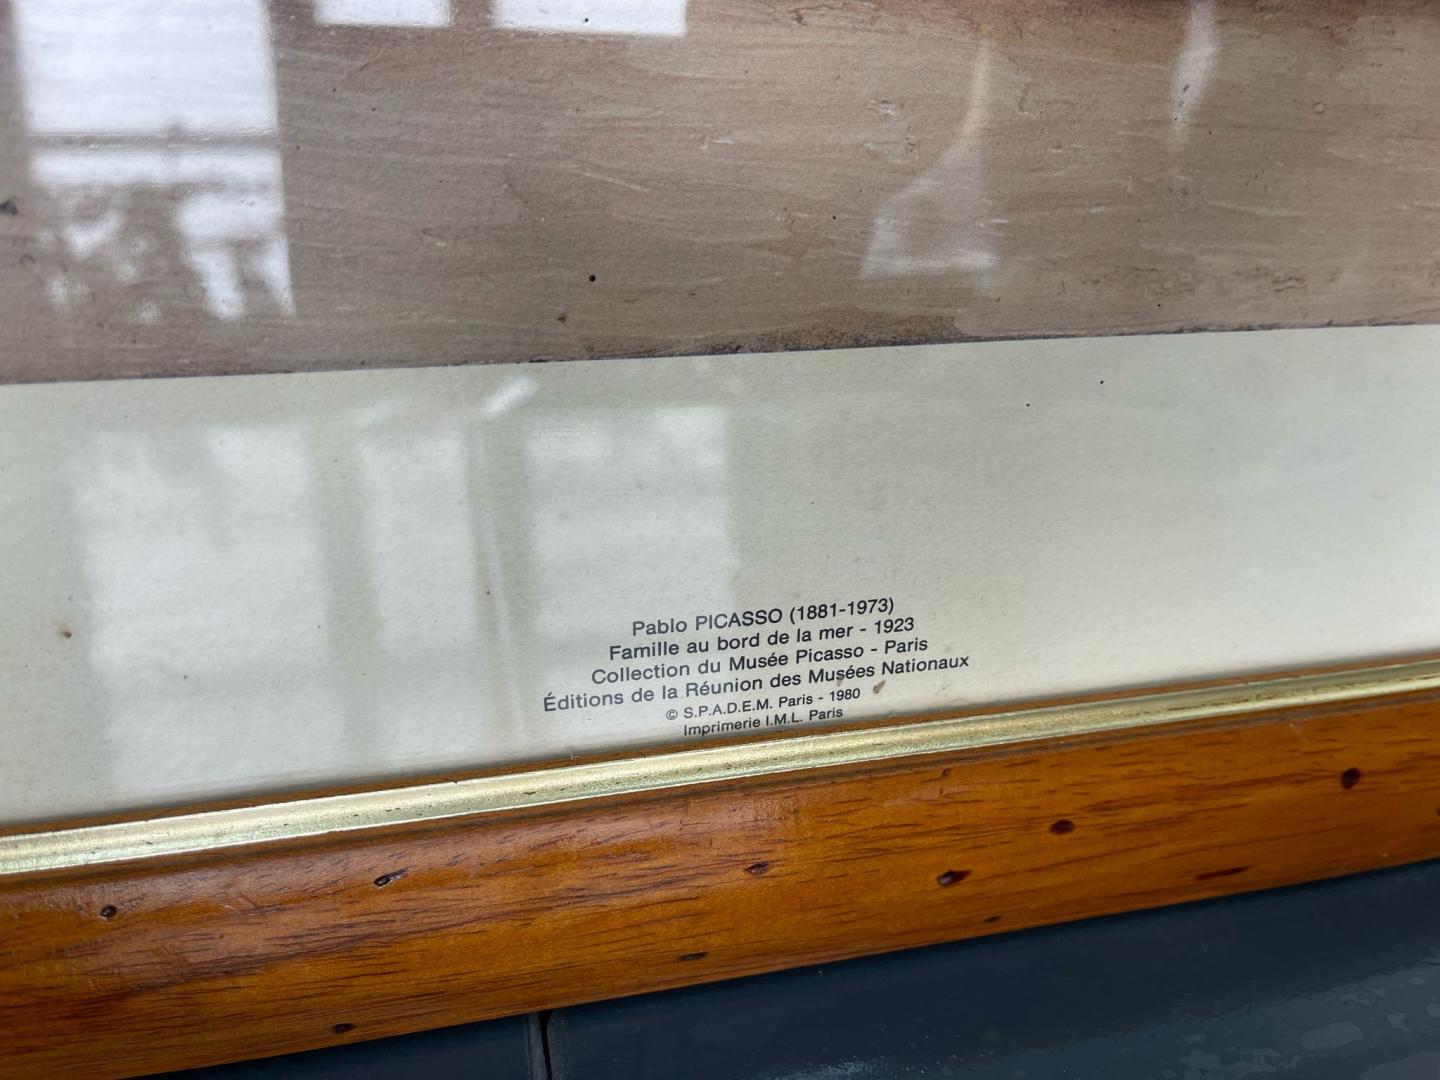 Pablo PICASSO (1881-1973)
Famille au bord de la mer - 1923
Collection du Musée Picasso - Paris
Éditions de la Réunion des Musées Nationaux
© S.P.A.D.E.M. Paris - 1980
Imprimerie I.M.L. Paris